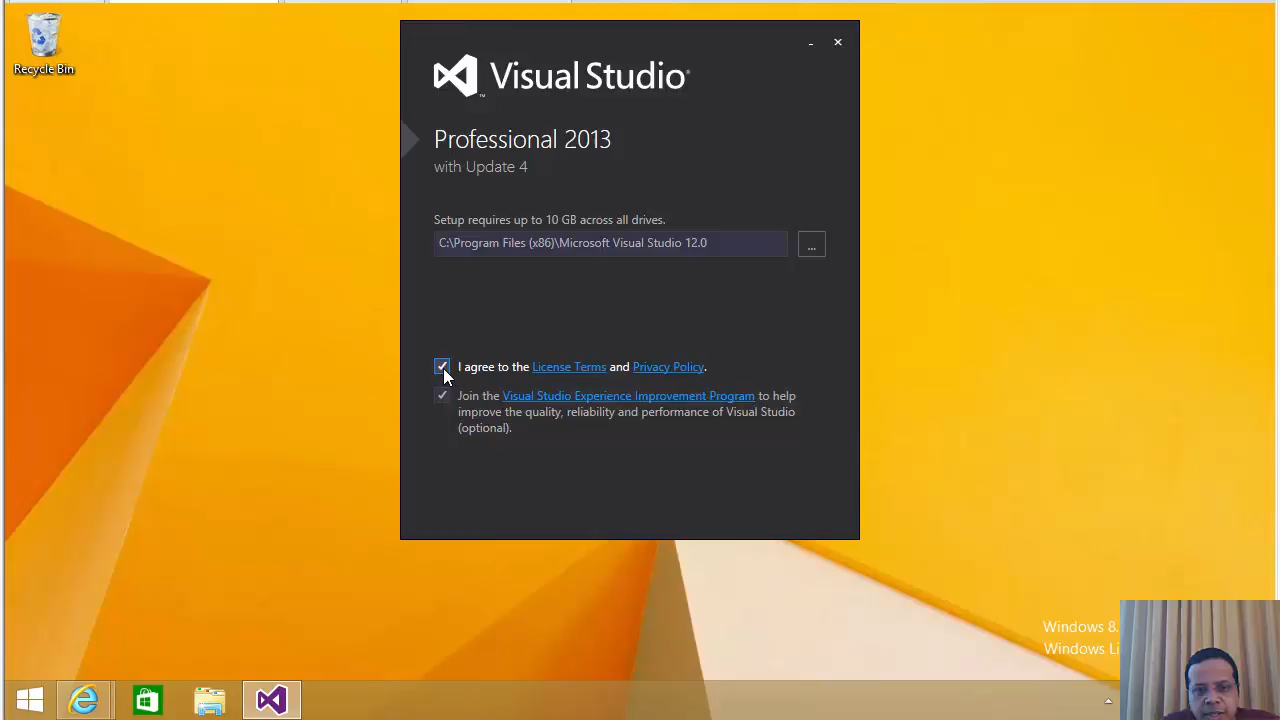 Recycle Bin
Visual Studio®
™
Professional 2013
with Update 4
Setup requires up to 10 GB across all drives.
C:\Program Files (x86)\Microsoft Visual Studio 12.0
...
I agree to the License Terms and Privacy Policy.
Join the Visual Studio Experience Improvement Program to help
improve the quality, reliability and performance of Visual Studio
(optional).
Windows 8.
Windows Li